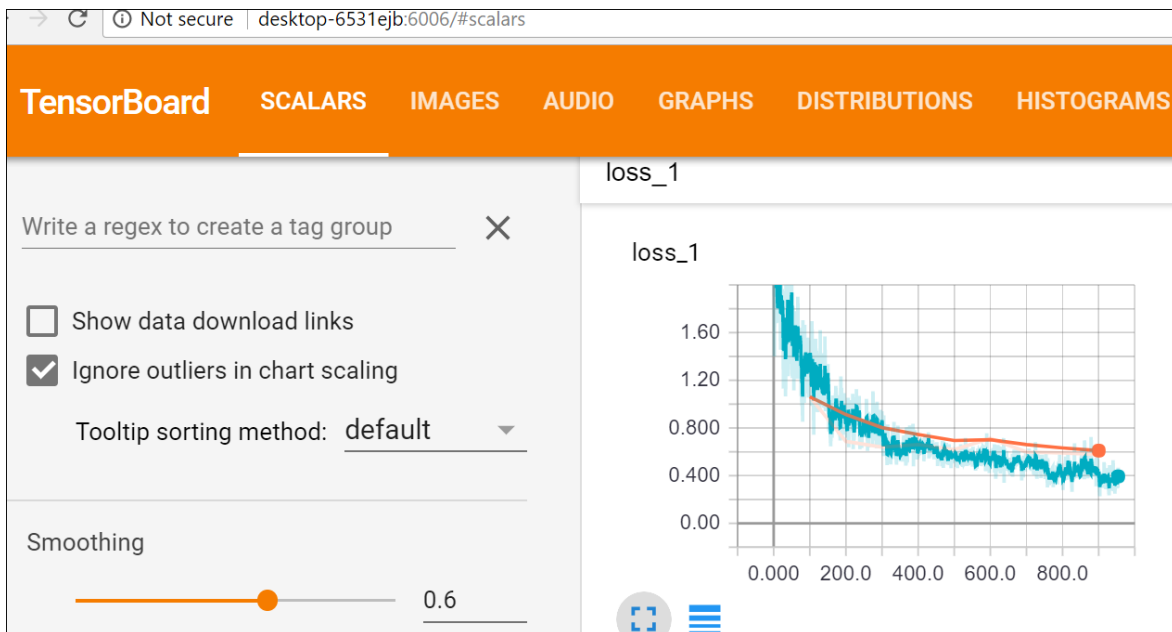 Not secure desktop-6531ejb:6006/#scalars
TensorBoard SCALARS IMAGES AUDIO GRAPHS DISTRIBUTIONS HISTOGRAMS
loss_1
Write a regex to create a tag group
loss_1
Show data download links
Ignore outliers in chart scaling
Tooltip sorting method: default
Smoothing
0.6
1.60
1.20
0.800
0.400
0.00
0.000 200.0 400.0 600.0 800.0